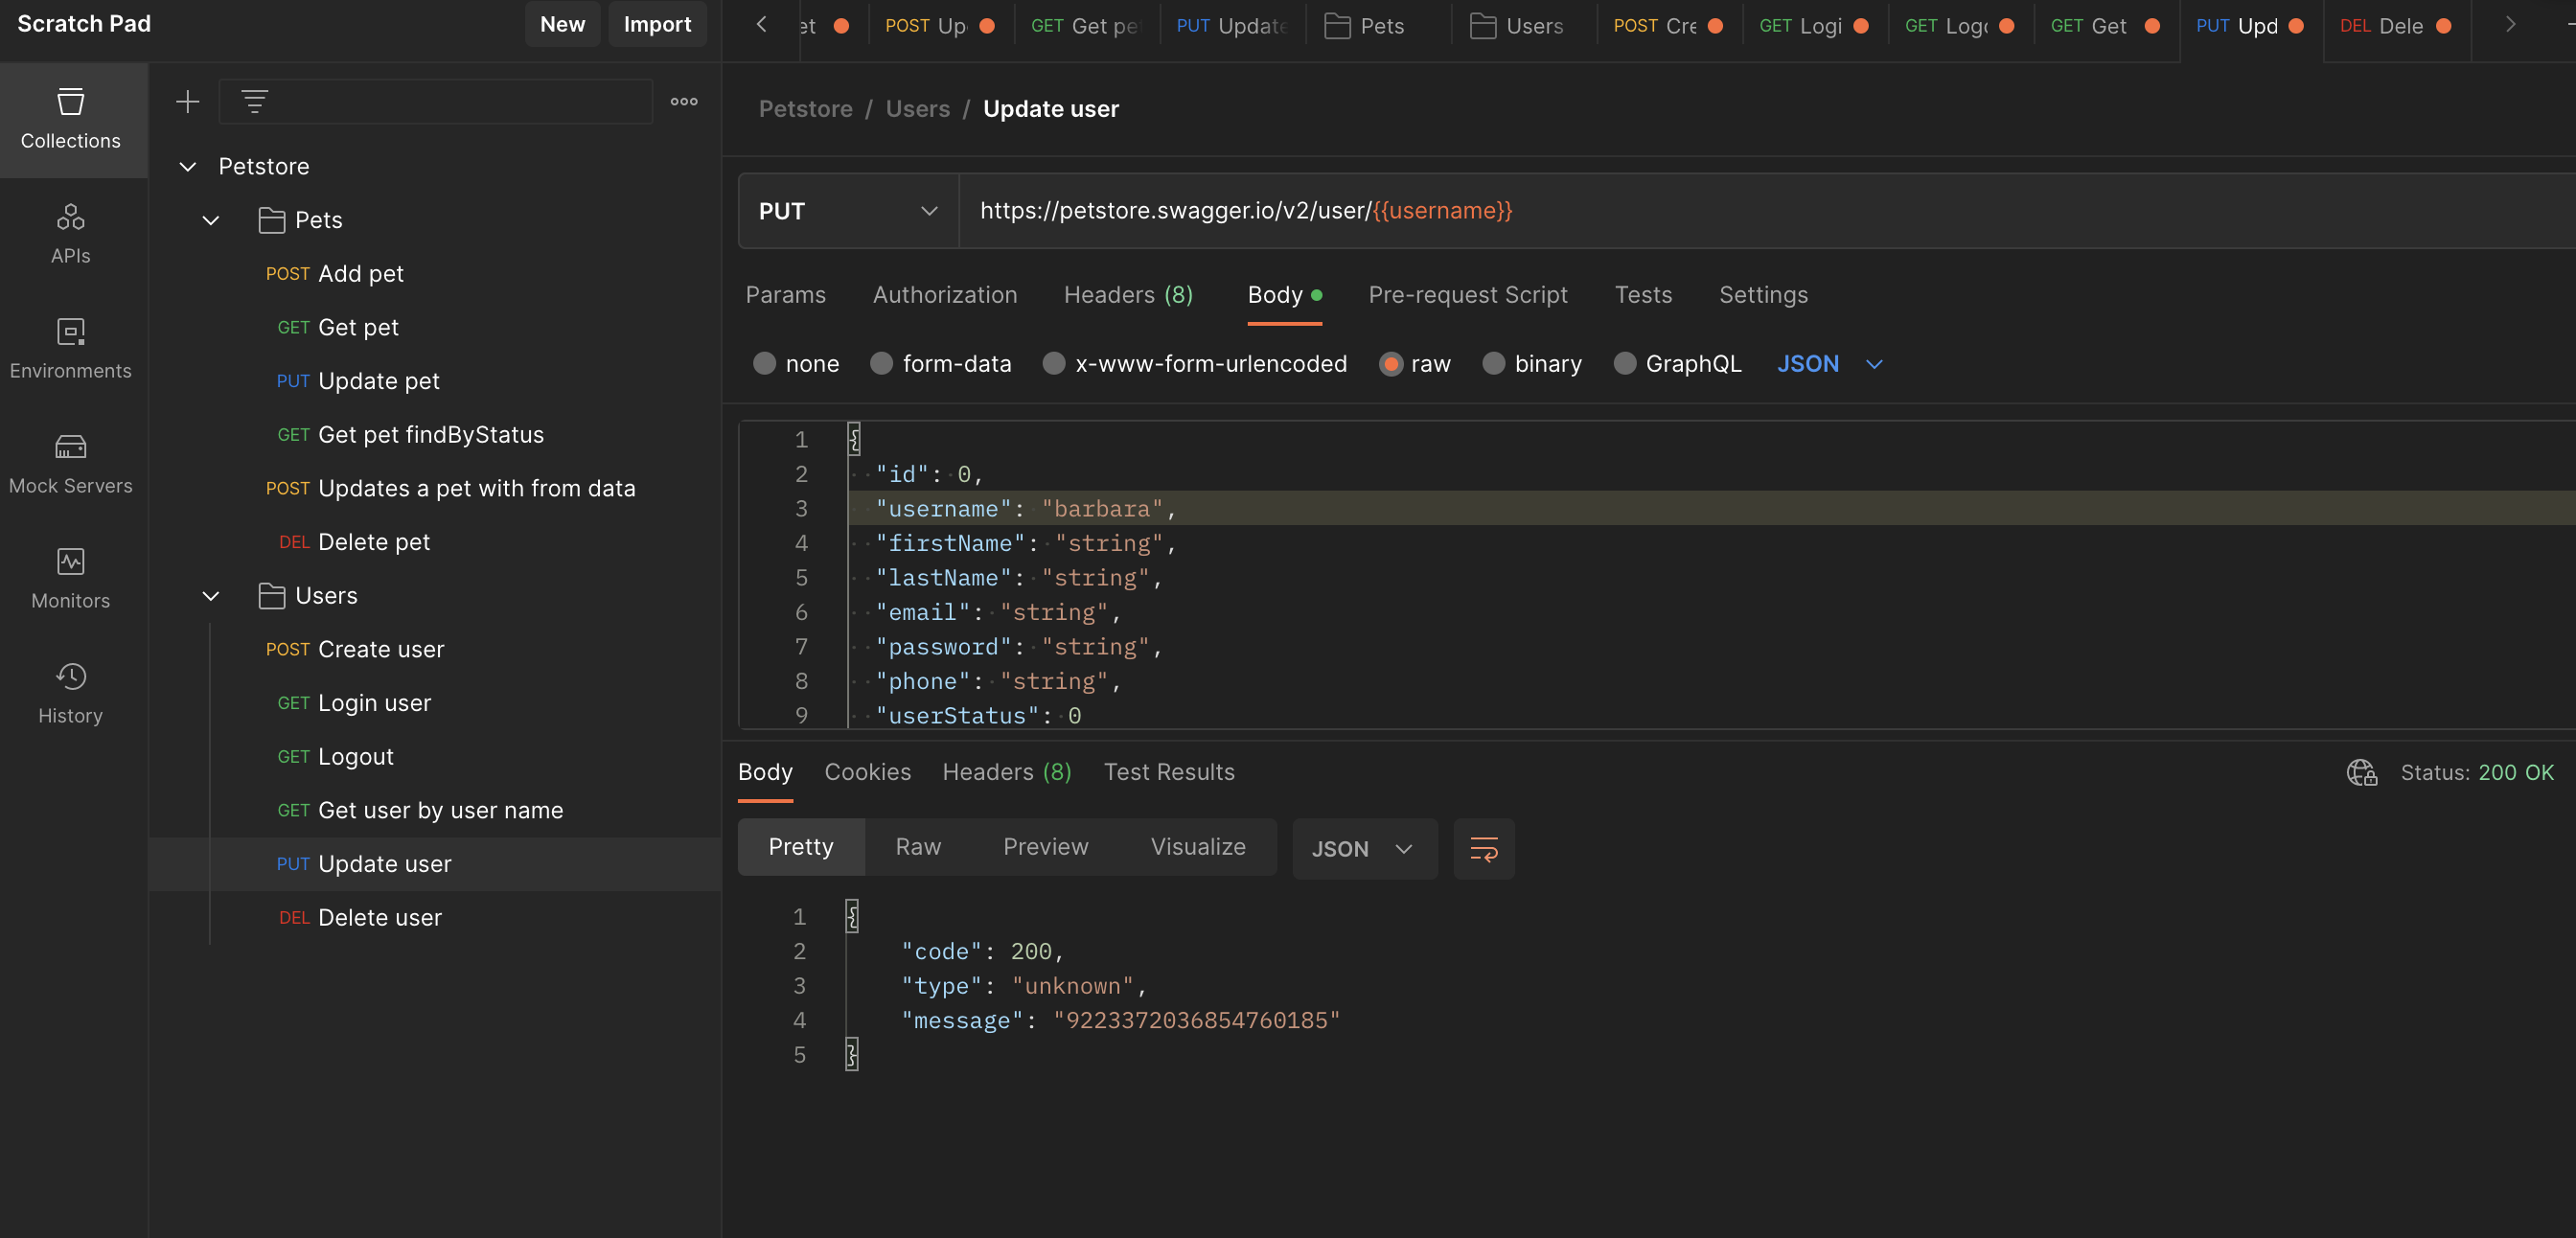 Scratch Pad
New
Import
et
POST Up
GET Get pe
PUT Update
Pets
Users
POST Cre
GET Logi
GET Logo
GET Get
PUT Upd
DEL Dele
Collections
APIs
Environments
Mock Servers
Monitors
History
Petstore
Pets
POST Add pet
GET Get pet
PUT Update pet
GET Get pet findByStatus
POST Updates a pet with from data
DEL Delete pet
Users
POST Create user
GET Login user
GET Logout
GET Get user by user name
PUT Update user
DEL Delete user
Petstore / Users / Update user
PUT https://petstore.swagger.io/v2/user/{{username}}
Params Authorization Headers (8) Body Pre-request Script Tests Settings
none form-data x-www-form-urlencoded raw binary GraphQL JSON
1 {
2 "id": 0,
3 "username": "barbara",
4 "firstName": "string",
5 "lastName": "string",
6 "email": "string",
7 "password": "string",
8 "phone": "string",
9 "userStatus": 0
Body Cookies Headers (8) Test Results Status: 200 OK
Pretty Raw Preview Visualize JSON
1 {
2 "code": 200,
3 "type": "unknown",
4 "message": "9223372036854760185"
5 }